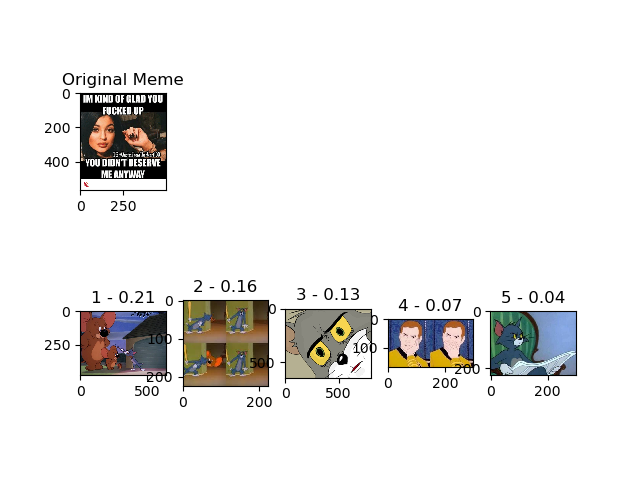 Original Meme
0
200
400
IM KIND OF GLAD YOU
FUCKED UP
YOU DIDN'T DESERVE
ME ANYWAY
0 250
1 - 0.21
0
250
0 500
2 - 0.16
0
100
200
0 200
3 - 0.13
0
500
0 500
4 - 0.07
0
100
0 200
5 - 0.04
0
200
0 200